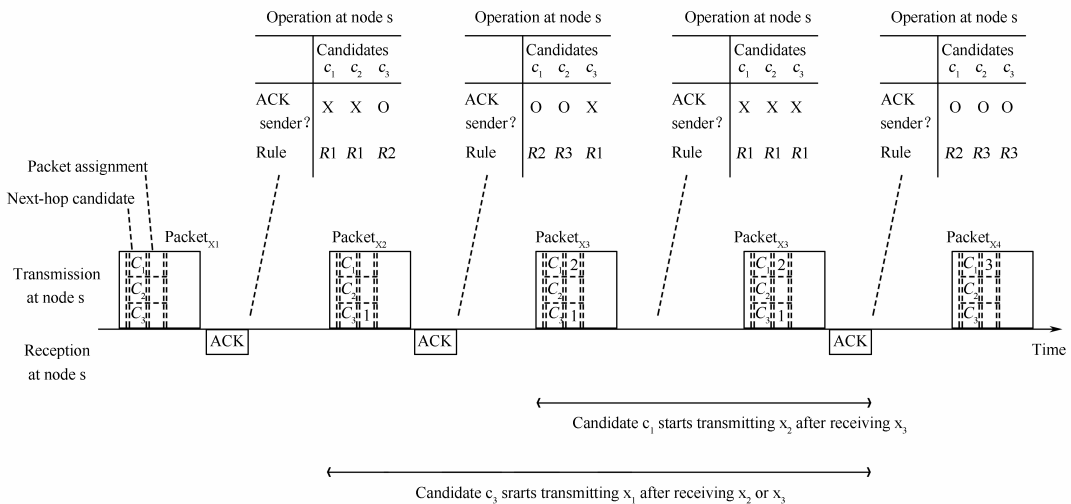 Operation at node s Operation at node s Operation at node s Operation at node s
Candidates Candidates Candidates Candidates
c1 c2 c3 c1 c2 c3 c1 c2 c3 c1 c2 c3
ACK sender? X X O ACK sender? O O X ACK sender? X X X ACK sender? O O O
Rule R1 R1 R2 Rule R2 R3 R1 Rule R1 R1 R1 Rule R2 R3 R3
Packet assignment
Next-hop candidate
PacketX1 PacketX2 PacketX3 PacketX3 PacketX4
Transmission at node s
C1 C1 C1 2 C1 2 C1 3
C2 C2 C2 C2 C2
C3 C3 1 C3 1 C3 1 C3
ACK ACK ACK
Reception at node s
Time
Candidate c1 starts transmitting x2 after receiving x3
Candidate c3 srarts transmitting x1 after receiving x2 or x3